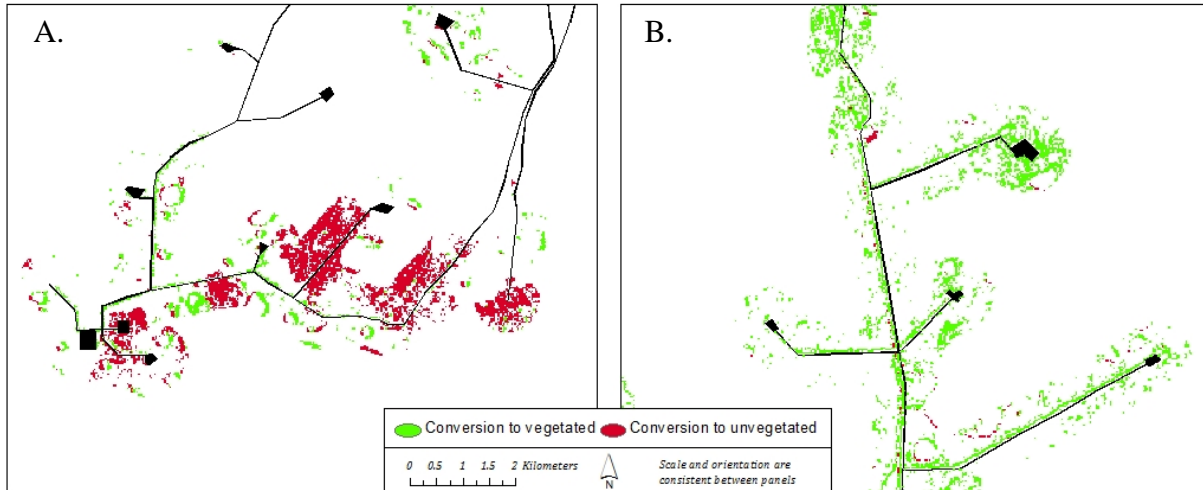 A.
B.
Conversion to vegetated Conversion to unvegetated
0 0.5 1 1.5 2 Kilometers
N
Scale and orientation are
consistent between panels